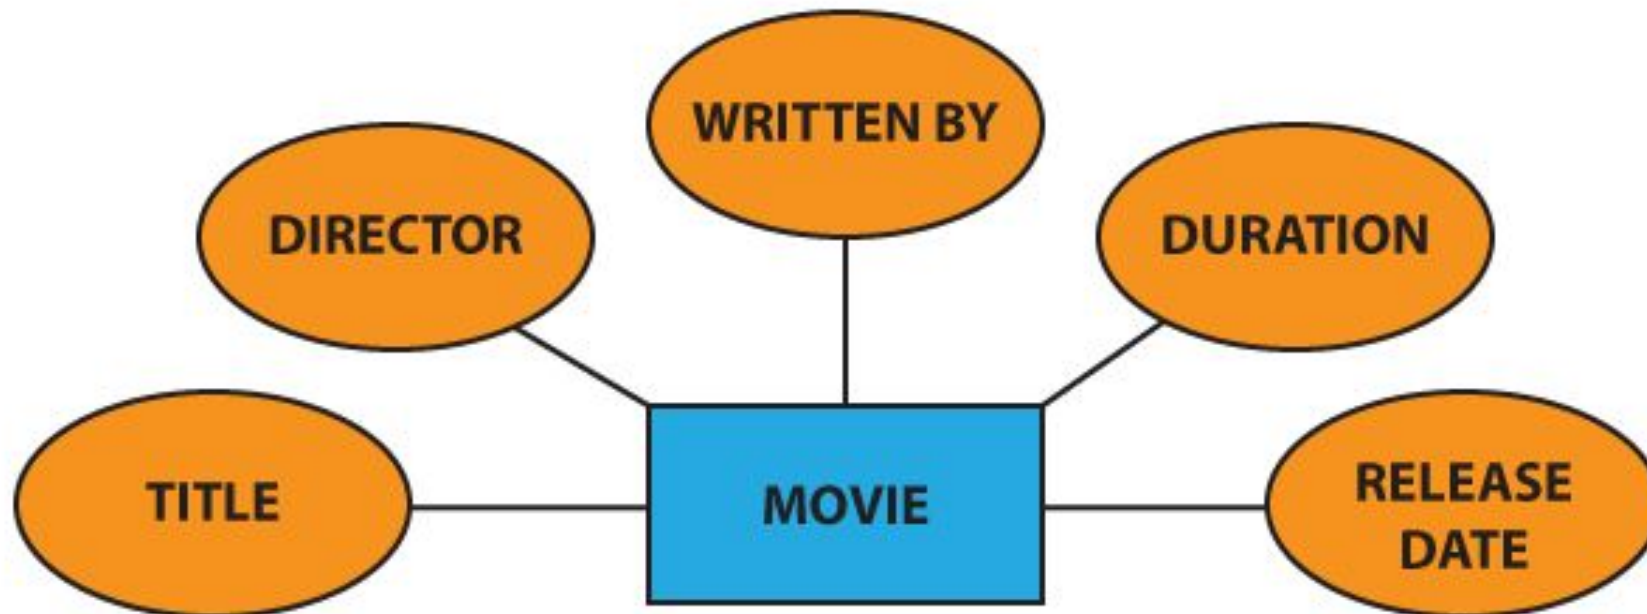 WRITTEN BY
DIRECTOR
DURATION
TITLE
MOVIE
RELEASE
DATE